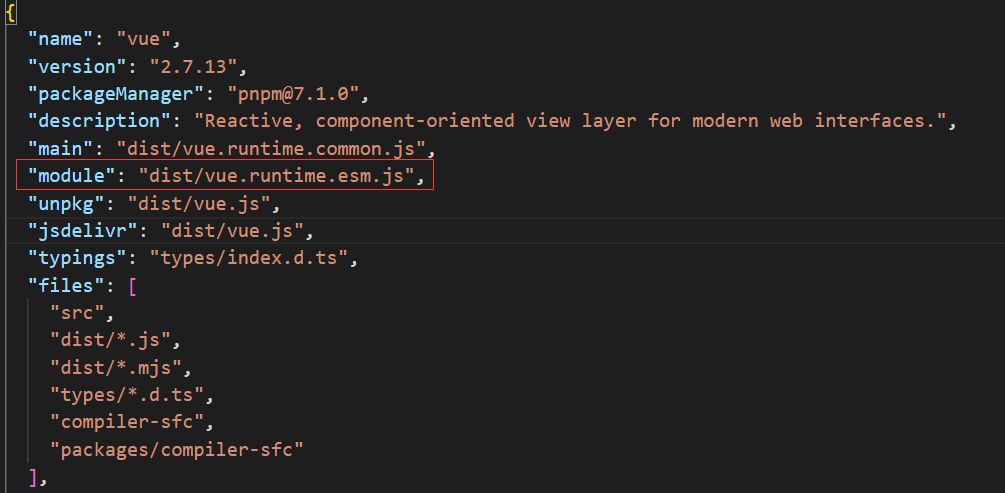 {
"name": "vue",
"version": "2.7.13",
"packageManager": "pnpm@7.1.0",
"description": "Reactive, component-oriented view layer for modern web interfaces.",
"main": "dist/vue.runtime.common.js",
"module": "dist/vue.runtime.esm.js",
"unpkg": "dist/vue.js",
"jsdelivr": "dist/vue.js",
"typings": "types/index.d.ts",
"files": [
"src",
"dist/*.js",
"dist/*.mjs",
"types/*.d.ts",
"compiler-sfc",
"packages/compiler-sfc"
],